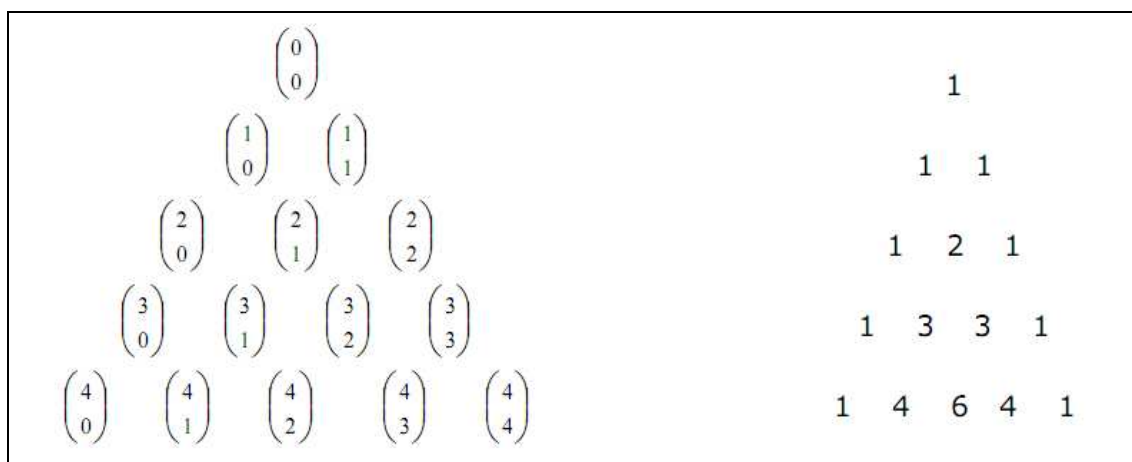 (0 0)
(1 0) (1 1)
(2 0) (2 1) (2 2)
(3 0) (3 1) (3 2) (3 3)
(4 0) (4 1) (4 2) (4 3) (4 4)
1
1 1
1 2 1
1 3 3 1
1 4 6 4 1